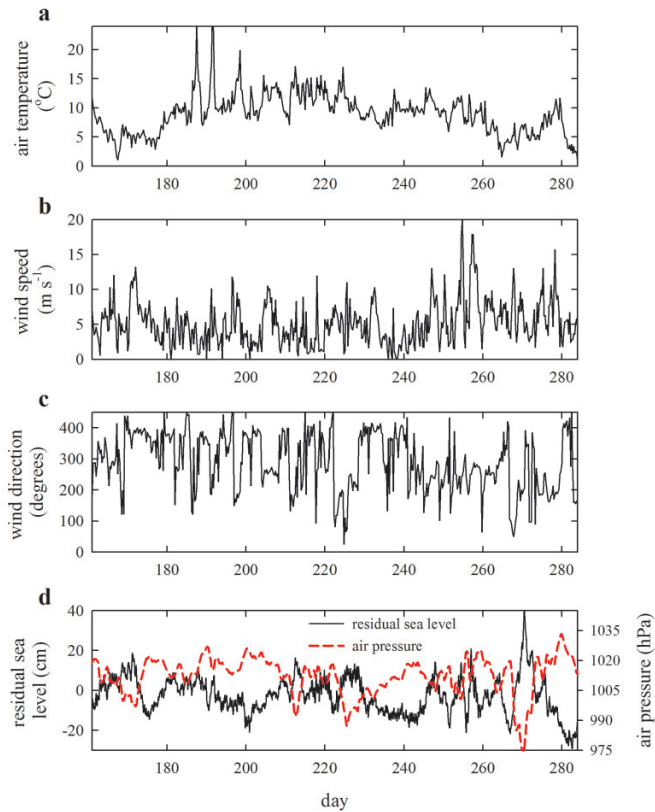 a
air temperature
(°C)
20
15
10
5
0
180 200 220 240 260 280
b
wind speed
(m s⁻¹)
20
15
10
5
0
180 200 220 240 260 280
c
wind direction
(degrees)
400
300
200
100
0
180 200 220 240 260 280
d
residual sea
level (cm)
40
20
0
-20
residual sea level
air pressure
1035
1020
1005
990
975
air pressure (hPa)
180 200 220 240 260 280
day